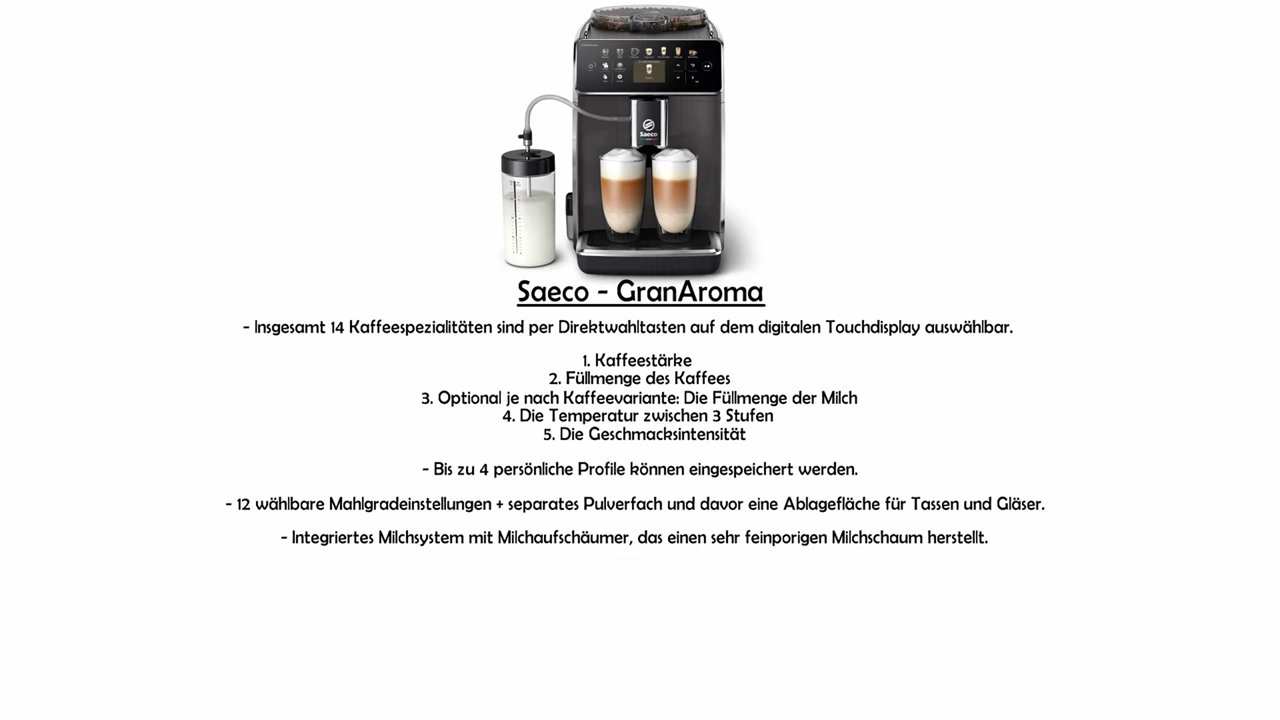 Saeco
Saeco - GranAroma
- Insgesamt 14 Kaffeespezialitäten sind per Direktwahltasten auf dem digitalen Touchdisplay auswählbar.
1. Kaffeestärke
2. Füllmenge des Kaffees
3. Optional je nach Kaffeevariante: Die Füllmenge der Milch
4. Die Temperatur zwischen 3 Stufen
5. Die Geschmacksintensität
- Bis zu 4 persönliche Profile können eingespeichert werden.
- 12 wählbare Mahlgradeinstellungen + separates Pulverfach und davor eine Ablagefläche für Tassen und Gläser.
- Integriertes Milchsystem mit Milchaufschäumer, das einen sehr feinporigen Milchschaum herstellt.